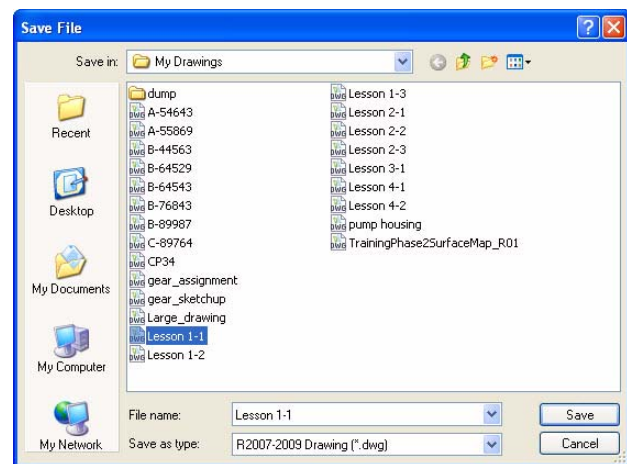 Save File
Save in: My Drawings
Recent
Desktop
My Documents
My Computer
My Network
dump
A-54643
A-55869
B-44563
B-64529
B-64543
B-76843
B-89987
C-89764
CP34
gear_assignment
gear_sketchup
Large_drawing
Lesson 1-1
Lesson 1-2
Lesson 1-3
Lesson 2-1
Lesson 2-2
Lesson 2-3
Lesson 3-1
Lesson 4-1
Lesson 4-2
pump housing
TrainingPhase2SurfaceMap_R01
File name: Lesson 1-1 Save
Save as type: R2007-2009 Drawing (*.dwg) Cancel